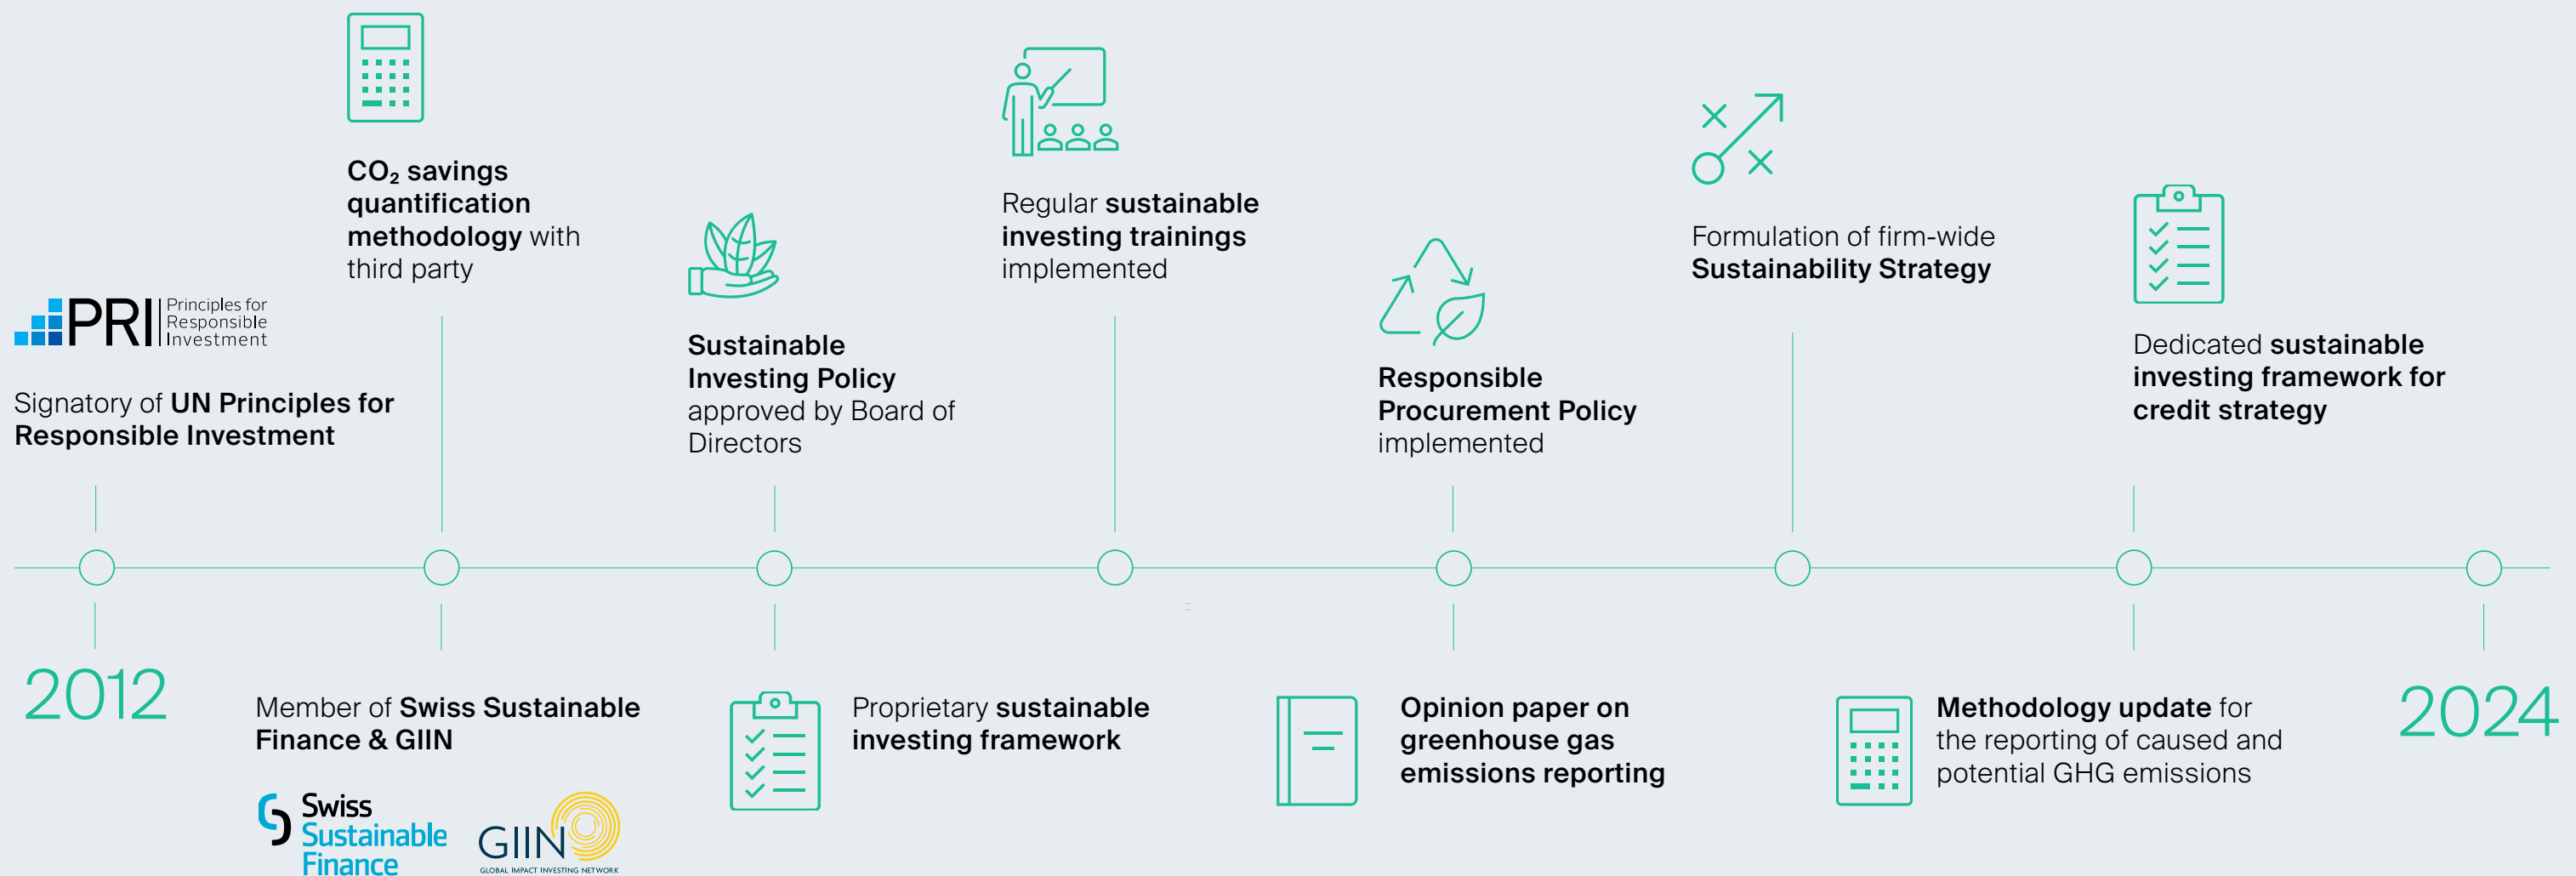 PRI
Principles for
Responsible
Investment
Signatory of UN Principles for
Responsible Investment
CO₂ savings
quantification
methodology with
third party
Sustainable
Investing Policy
approved by Board of
Directors
Regular sustainable
investing trainings
implemented
Responsible
Procurement Policy
implemented
Formulation of firm-wide
Sustainability Strategy
Dedicated sustainable
investing framework for
credit strategy
2012
Member of Swiss Sustainable
Finance & GIIN
Swiss
Sustainable
Finance
GIIN
GLOBAL IMPACT INVESTING NETWORK
Proprietary sustainable
investing framework
Opinion paper on
greenhouse gas
emissions reporting
Methodology update for
the reporting of caused and
potential GHG emissions
2024